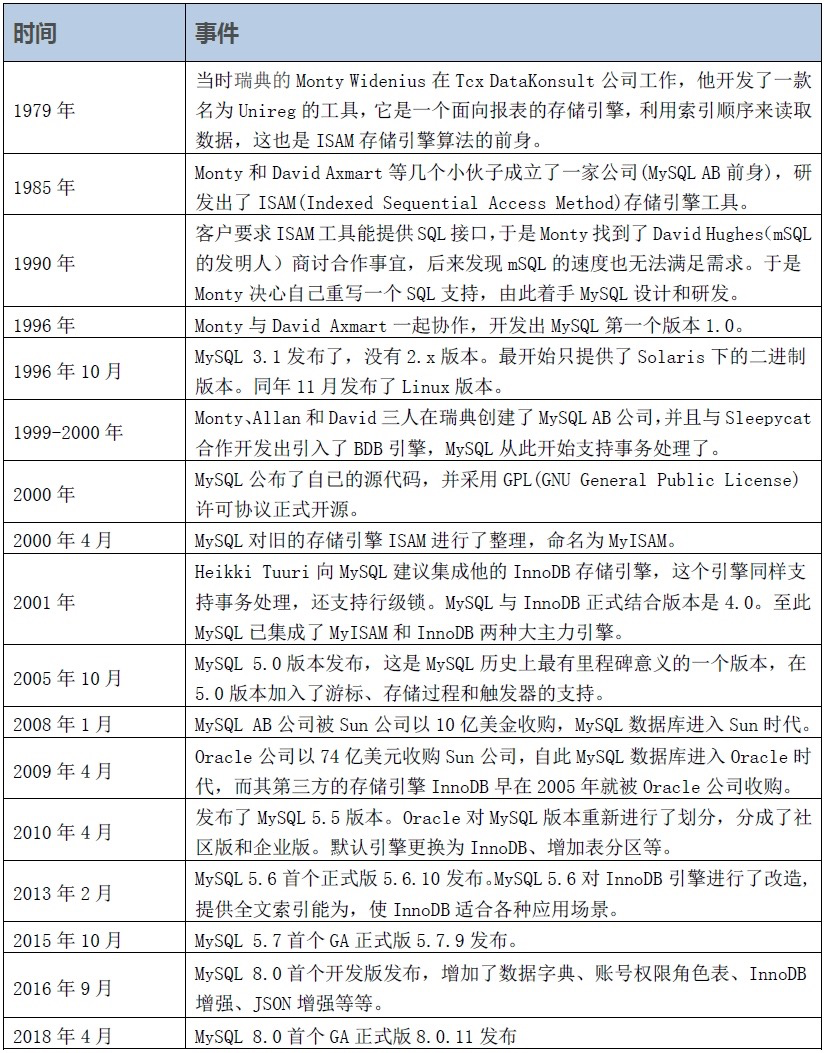 时间
事件
1979 年
当时瑞典的 Monty Widenius 在 Tcx DataKonsult 公司工作，他开发了一款
名为 Unireg 的工具，它是一个面向报表的存储引擎，利用索引顺序来读取
数据，这也是 ISAM 存储引擎算法的前身。
1985 年
Monty 和 David Axmart 等几个小伙子成立了一家公司(MySQL AB 前身)，研
发出了 ISAM(Indexed Sequential Access Method)存储引擎工具。
1990 年
客户要求 ISAM 工具能提供 SQL 接口，于是 Monty 找到了 David Hughes(mSQL
的发明人）商讨合作事宜，后来发现 mSQL 的速度也无法满足需求。于是
Monty 决心自己重写一个 SQL 支持，由此着手 MySQL 设计和研发。
1996 年
Monty 与 David Axmart 一起协作，开发出 MySQL 第一个版本 1.0。
1996 年 10 月
MySQL 3.1 发布了，没有 2.x 版本。最开始只提供了 Solaris 下的二进制
版本。同年 11 月发布了 Linux 版本。
1999-2000 年
Monty、Allan 和 David 三人在瑞典创建了 MySQL AB 公司，并且与 Sleepycat
合作开发出引入了 BDB 引擎，MySQL 从此开始支持事务处理了。
2000 年
MySQL 公布了自已的源代码，并采用 GPL(GNU General Public License)
许可协议正式开源。
2000 年 4 月
MySQL 对旧的存储引擎 ISAM 进行了整理，命名为 MyISAM。
2001 年
Heikki Tuuri 向 MySQL 建议集成他的 InnoDB 存储引擎，这个引擎同样支
持事务处理，还支持行级锁。MySQL 与 InnoDB 正式结合版本是 4.0。至此
MySQL 已集成了 MyISAM 和 InnoDB 两种大主力引擎。
2005 年 10 月
MySQL 5.0 版本发布，这是 MySQL 历史上最有里程碑意义的一个版本，在
5.0 版本加入了游标、存储过程和触发器的支持。
2008 年 1 月
MySQL AB 公司被 Sun 公司以 10 亿美金收购，MySQL 数据库进入 Sun 时代。
2009 年 4 月
Oracle 公司以 74 亿美元收购 Sun 公司，自此 MySQL 数据库进入 Oracle 时
代，而其第三方的存储引擎 InnoDB 早在 2005 年就被 Oracle 公司收购。
2010 年 4 月
发布了 MySQL 5.5 版本。Oracle 对 MySQL 版本重新进行了划分，分成了社
区版和企业版。默认引擎更换为 InnoDB、增加表分区等。
2013 年 2 月
MySQL 5.6 首个正式版 5.6.10 发布。MySQL 5.6 对 InnoDB 引擎进行了改造，
提供全文索引能为，使 InnoDB 适合各种应用场景。
2015 年 10 月
MySQL 5.7 首个 GA 正式版 5.7.9 发布。
2016 年 9 月
MySQL 8.0 首个开发版发布，增加了数据字典、账号权限角色表、InnoDB
增强、JSON 增强等等。
2018 年 4 月
MySQL 8.0 首个 GA 正式版 8.0.11 发布